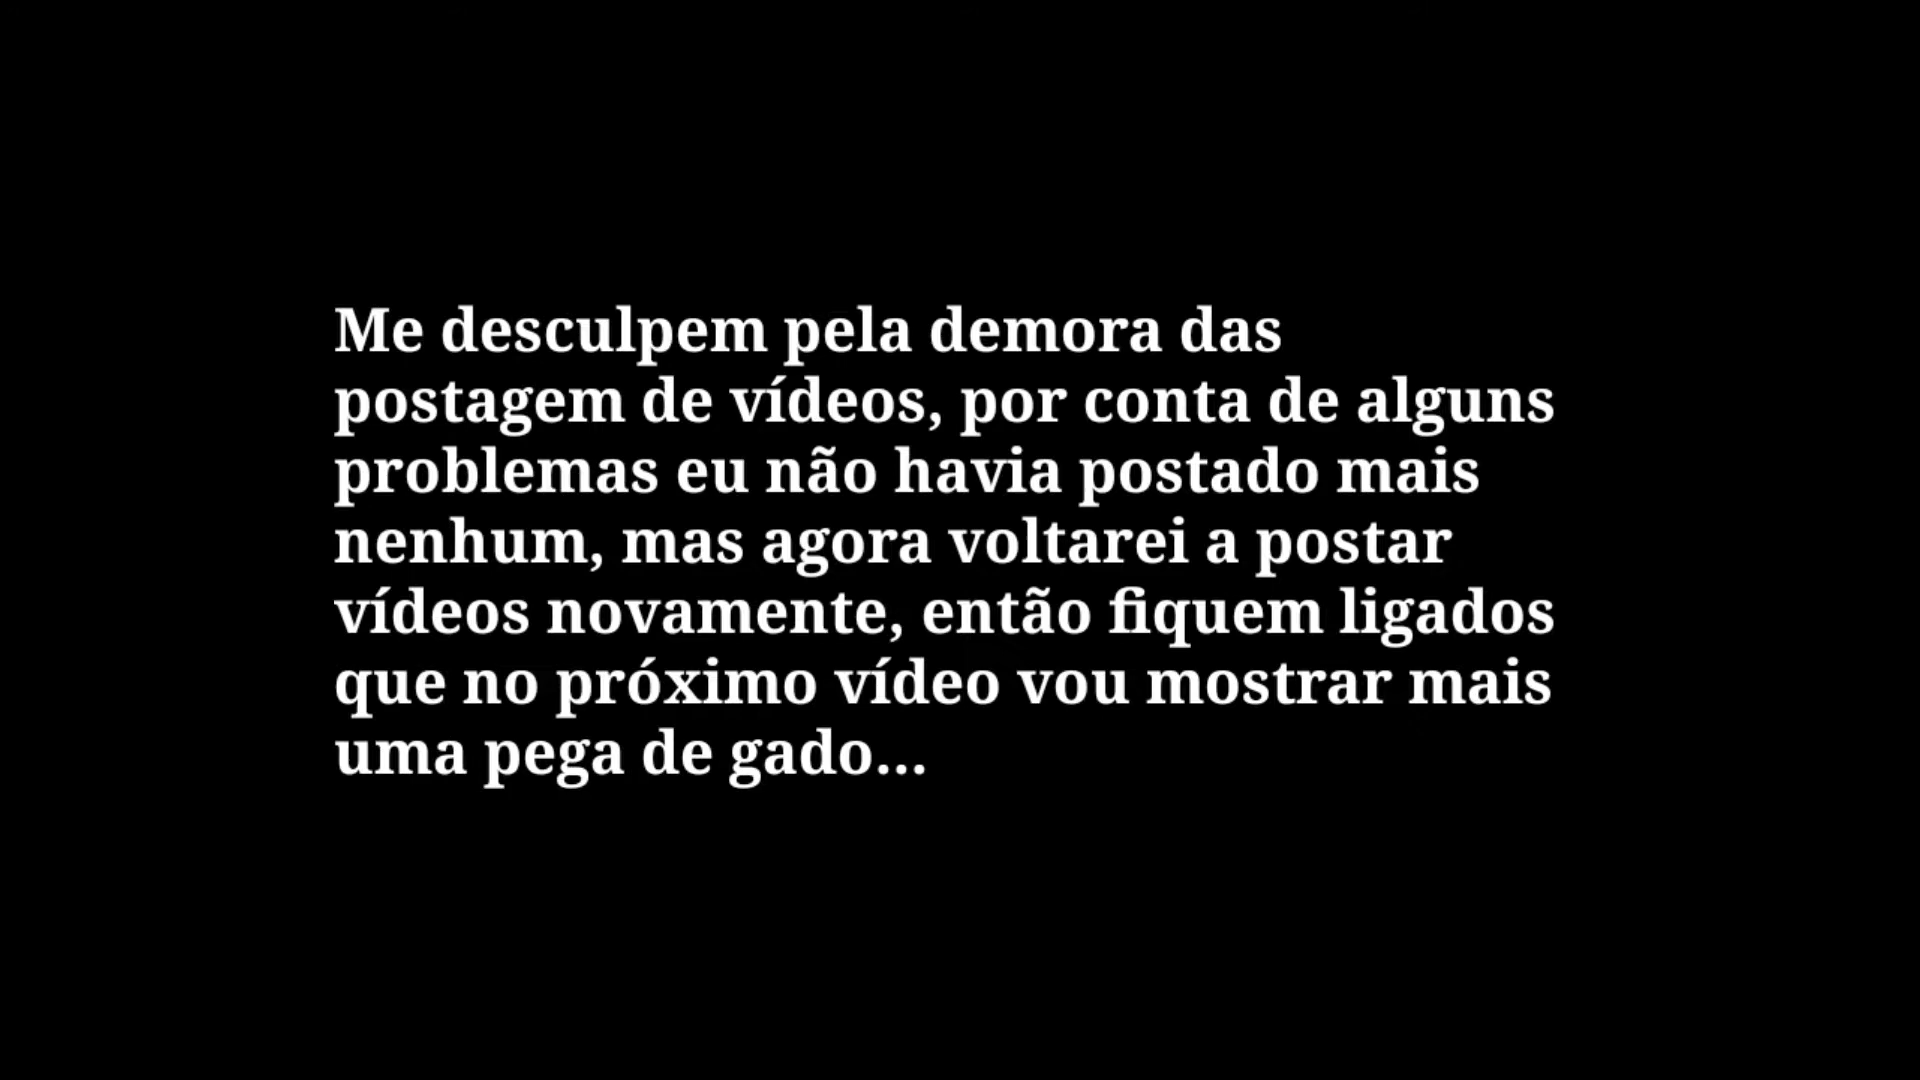 Me desculpem pela demora das
postagem de vídeos, por conta de alguns
problemas eu não havia postado mais
nenhum, mas agora voltarei a postar
vídeos novamente, então fiquem ligados
que no próximo vídeo vou mostrar mais
uma pega de gado...